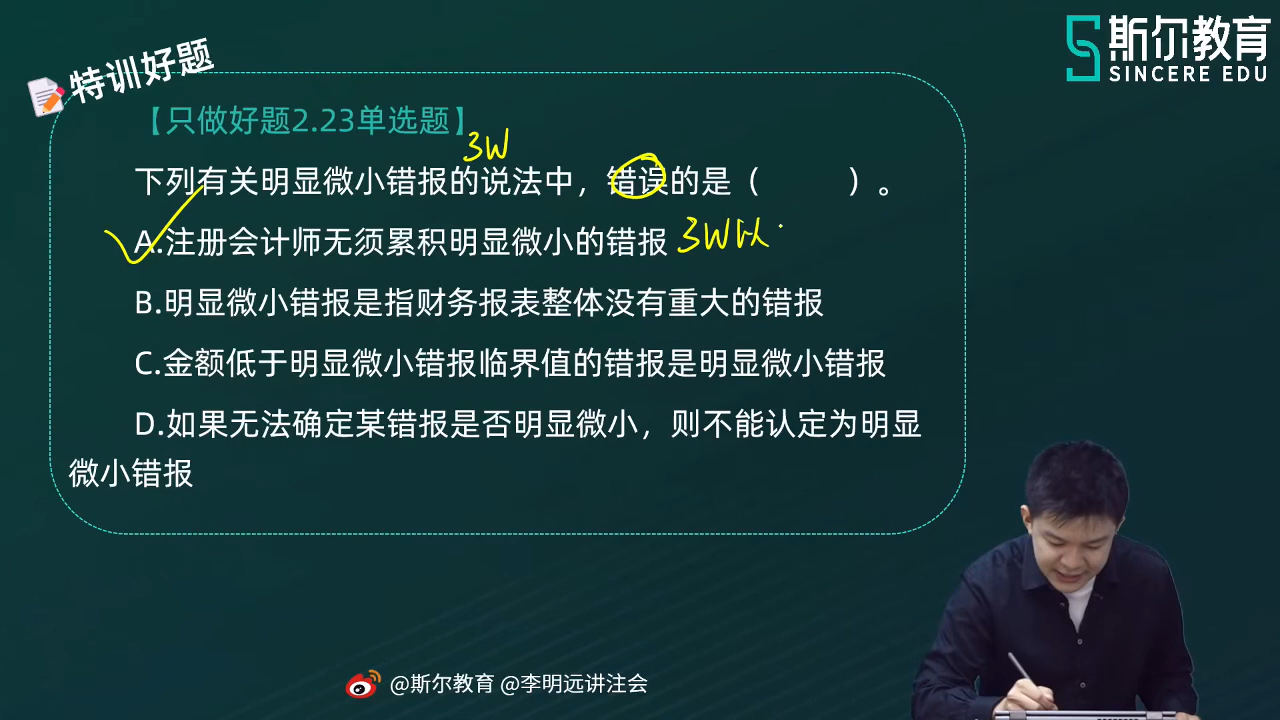 斯尔教育
SINCERE EDU
特训好题
【只做好题2.23单选题】
3W
下列有关明显微小错报的说法中，错误的是（　　）。
A.注册会计师无须累积明显微小的错报 3W以
B.明显微小错报是指财务报表整体没有重大的错报
C.金额低于明显微小错报临界值的错报是明显微小错报
D.如果无法确定某错报是否明显微小，则不能认定为明显
微小错报
@斯尔教育 @李明远讲注会